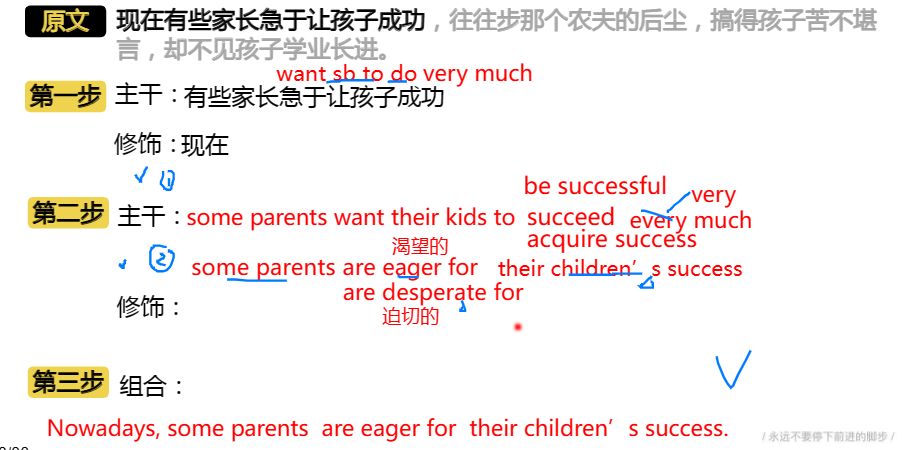 原文 现在有些家长急于让孩子成功，往往步那个农夫的后尘，搞得孩子苦不堪
言，却不见孩子学业长进。
want sb to do very much
第一步 主干：有些家长急于让孩子成功
修饰：现在
①
be successful
very
第二步 主干：some parents want their kids to succeed every much
acquire success
渴望的
② some parents are eager for their children’s success
are desperate for
修饰：
迫切的
第三步 组合：
Nowadays, some parents are eager for their children’s success.
/ 永远不要停下前进的脚步 /